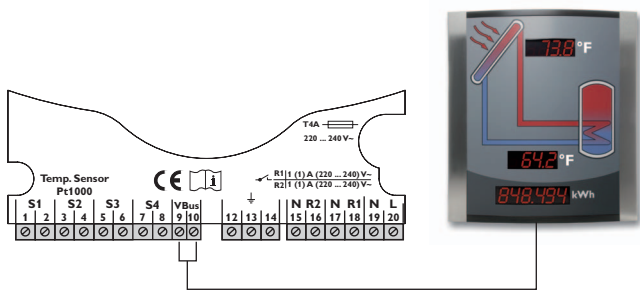 73.8 °F
64.2 °F
848.494 kWh
T4A
220 ... 240 V~
Temp. Sensor
Pt1000
CE i
R1 1 (1) A (220 ... 240) V~
R2 1 (1) A (220 ... 240) V~
S1 S2 S3 S4 VBus N R2 N R1 N L
1 2 3 4 5 6 7 8 9 10 12 13 14 15 16 17 18 19 20